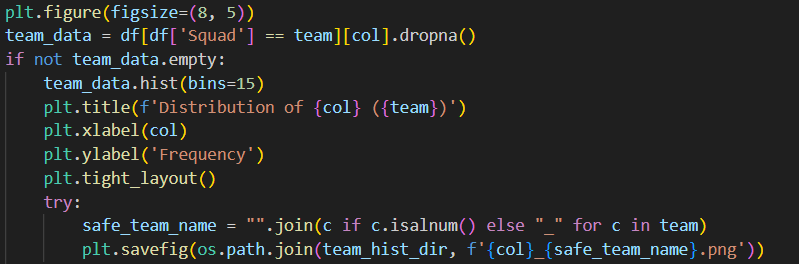 plt.figure(figsize=(8, 5))
team_data = df[df['Squad'] == team][col].dropna()
if not team_data.empty:
    team_data.hist(bins=15)
    plt.title(f'Distribution of {col} ({team})')
    plt.xlabel(col)
    plt.ylabel('Frequency')
    plt.tight_layout()
    try:
        safe_team_name = "".join(c if c.isalnum() else "_" for c in team)
        plt.savefig(os.path.join(team_hist_dir, f'{col}_{safe_team_name}.png'))